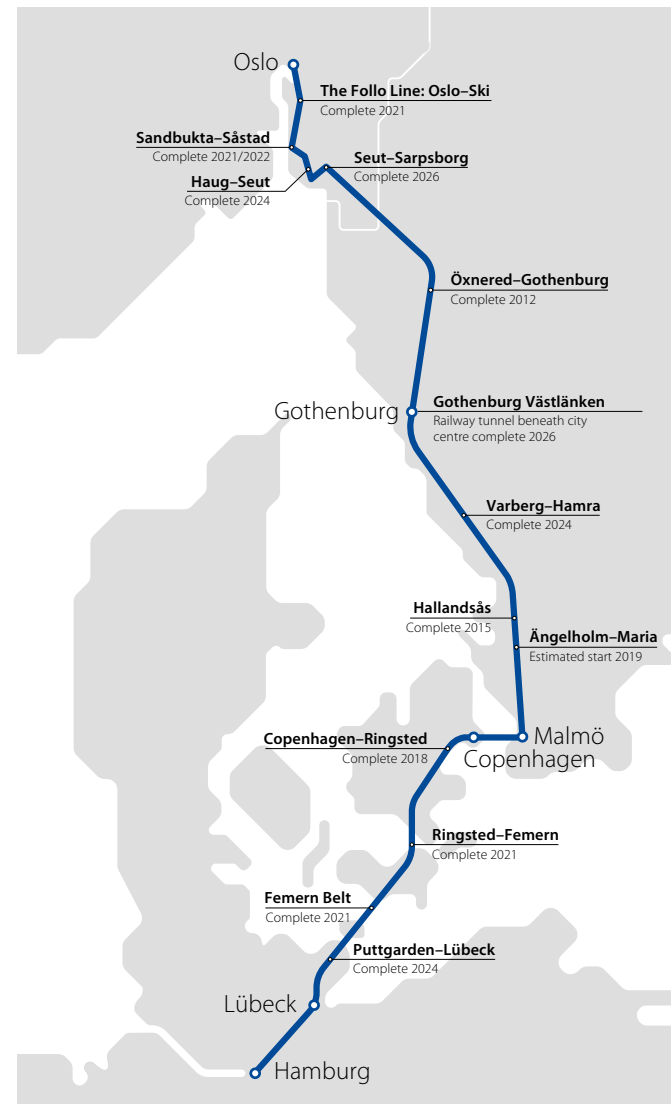 Oslo
The Follo Line: Oslo–Ski
Complete 2021
Sandbukta–Såstad
Complete 2021/2022
Seut–Sarpsborg
Complete 2026
Haug–Seut
Complete 2024
Öxnered–Gothenburg
Complete 2012
Gothenburg
Gothenburg Västlänken
Railway tunnel beneath city
centre complete 2026
Varberg–Hamra
Complete 2024
Hallandsås
Complete 2015
Ängelholm–Maria
Estimated start 2019
Copenhagen–Ringsted
Complete 2018
Malmö
Copenhagen
Ringsted–Femern
Complete 2021
Femern Belt
Complete 2021
Puttgarden–Lübeck
Complete 2024
Lübeck
Hamburg